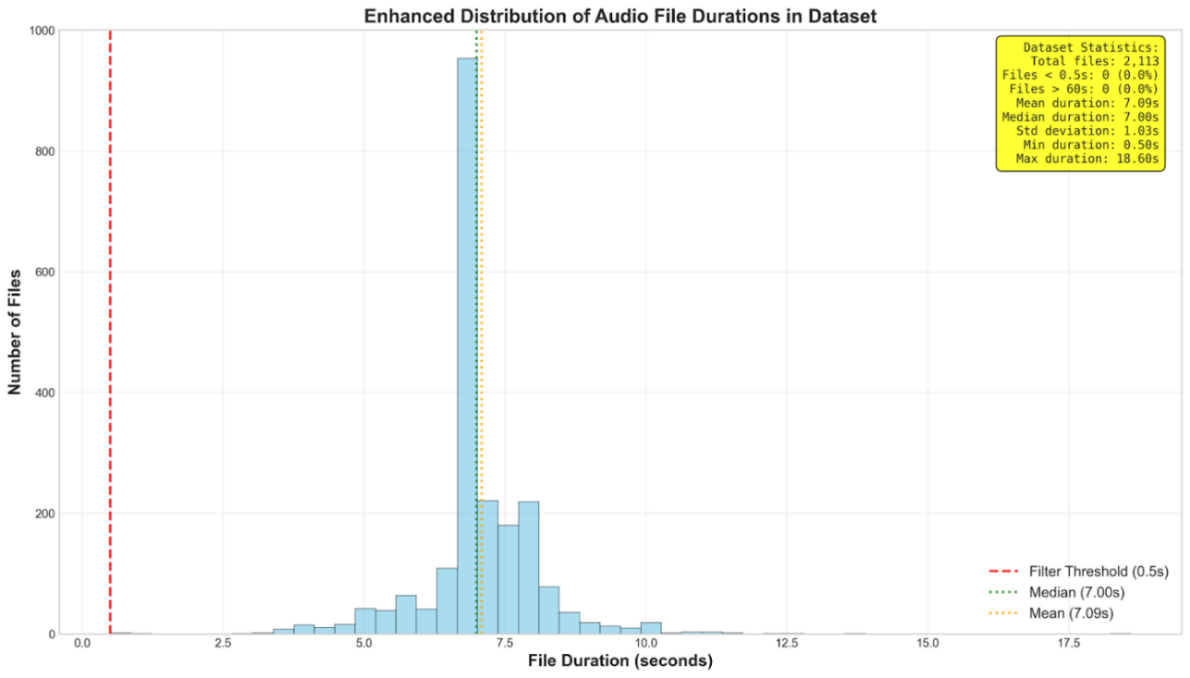 Enhanced Distribution of Audio File Durations in Dataset
Number of Files
1000
800
600
400
200
0
Dataset Statistics:
Total files: 2,113
Files < 0.5s: 0 (0.0%)
Files > 60s: 0 (0.0%)
Mean duration: 7.09s
Median duration: 7.00s
Std deviation: 1.03s
Min duration: 0.50s
Max duration: 18.60s
Filter Threshold (0.5s)
Median (7.00s)
Mean (7.09s)
0.0 2.5 5.0 7.5 10.0 12.5 15.0 17.5
File Duration (seconds)